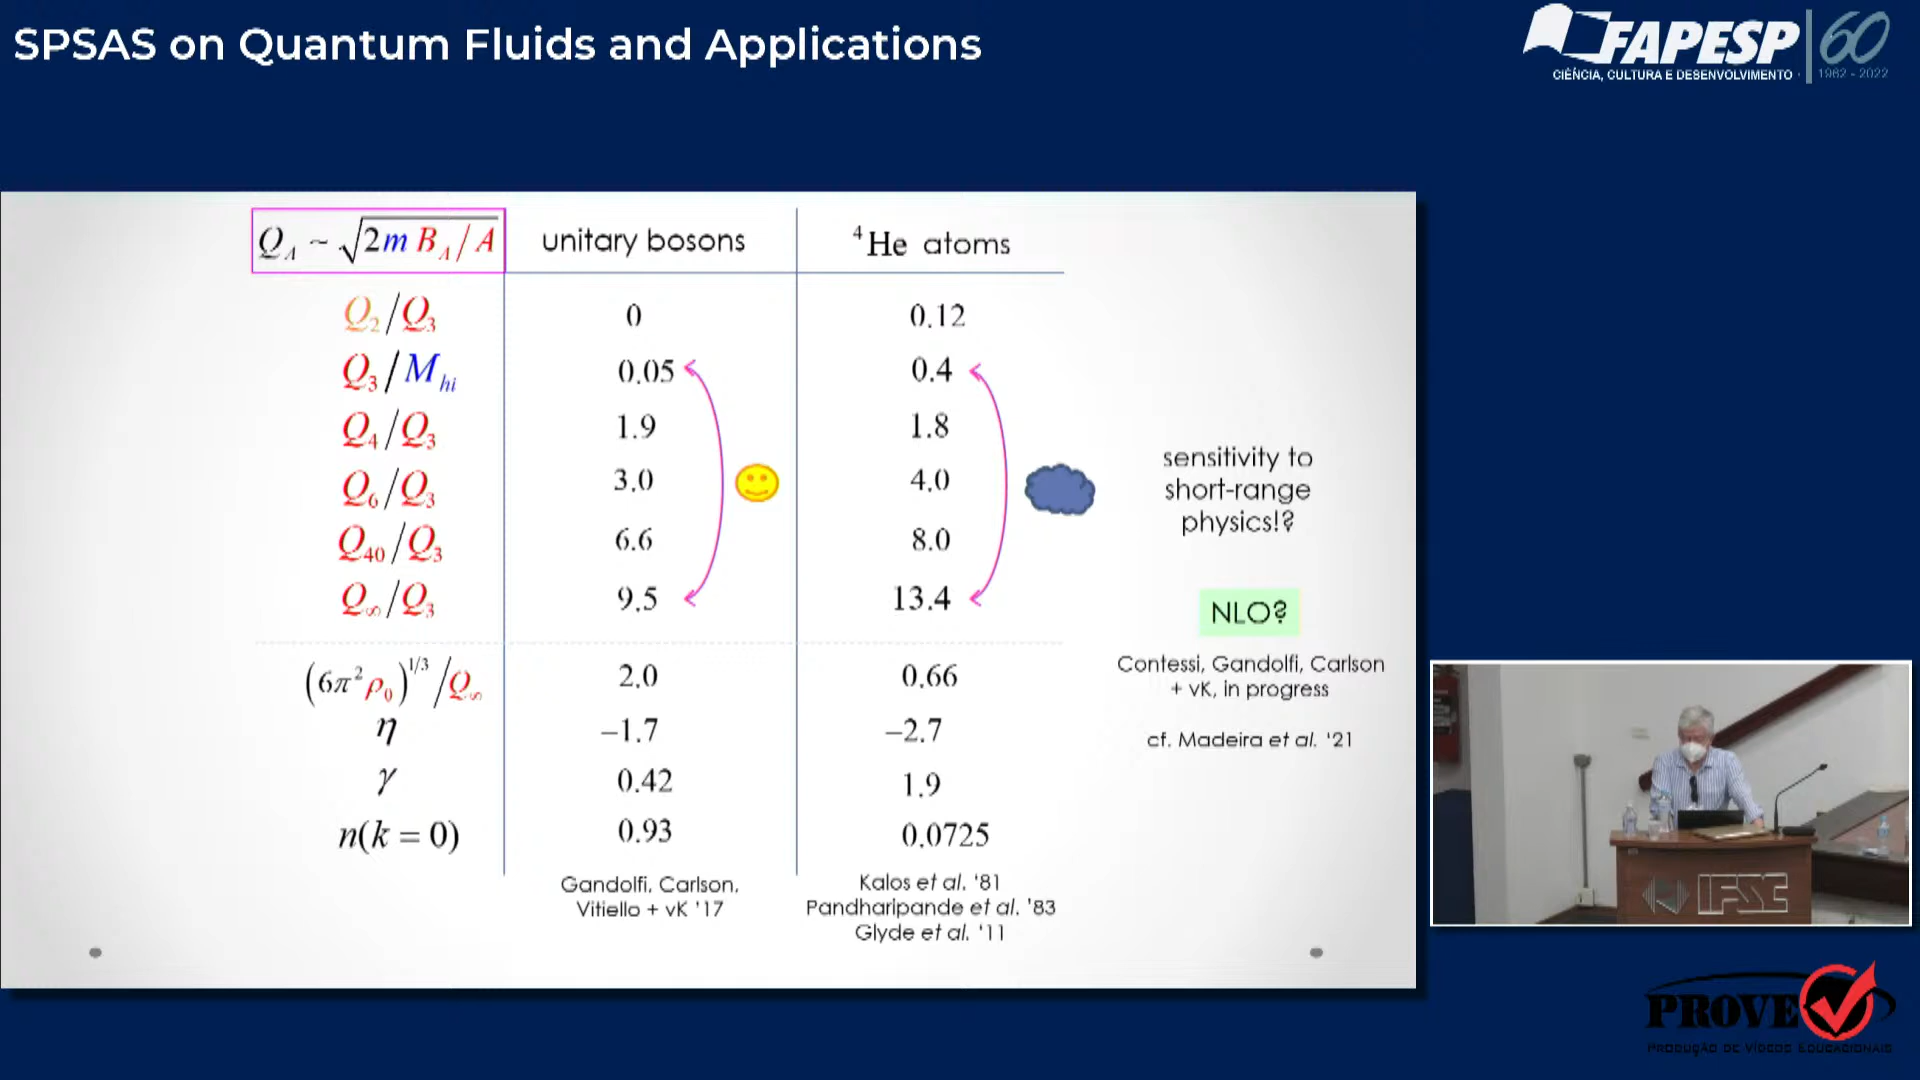 SPSAS on Quantum Fluids and Applications
FAPESP 60
CIÊNCIA, CULTURA E DESENVOLVIMENTO 1962 - 2022
Q_A ~ √(2m B_A/A) unitary bosons ⁴He atoms
Q₂/Q₃ 0 0.12
Q₃/M_hi 0.05 0.4
Q₄/Q₃ 1.9 1.8
Q₆/Q₃ 3.0 4.0
Q₄₀/Q₃ 6.6 8.0
Q_∞/Q₃ 9.5 13.4
(6π²ρ₀)^1/3/Q_∞ 2.0 0.66
η −1.7 −2.7
γ 0.42 1.9
n(k = 0) 0.93 0.0725
Gandolfi, Carlson,
Vitiello + vK '17
Kalos et al. '81
Pandharipande et al. '83
Glyde et al. '11
sensitivity to
short-range
physics!?
NLO?
Contessi, Gandolfi, Carlson
+ vK, in progress
cf. Madeira et al. '21
IFSC
PROVE
PRODUÇÃO DE VÍDEOS EDUCACIONAIS